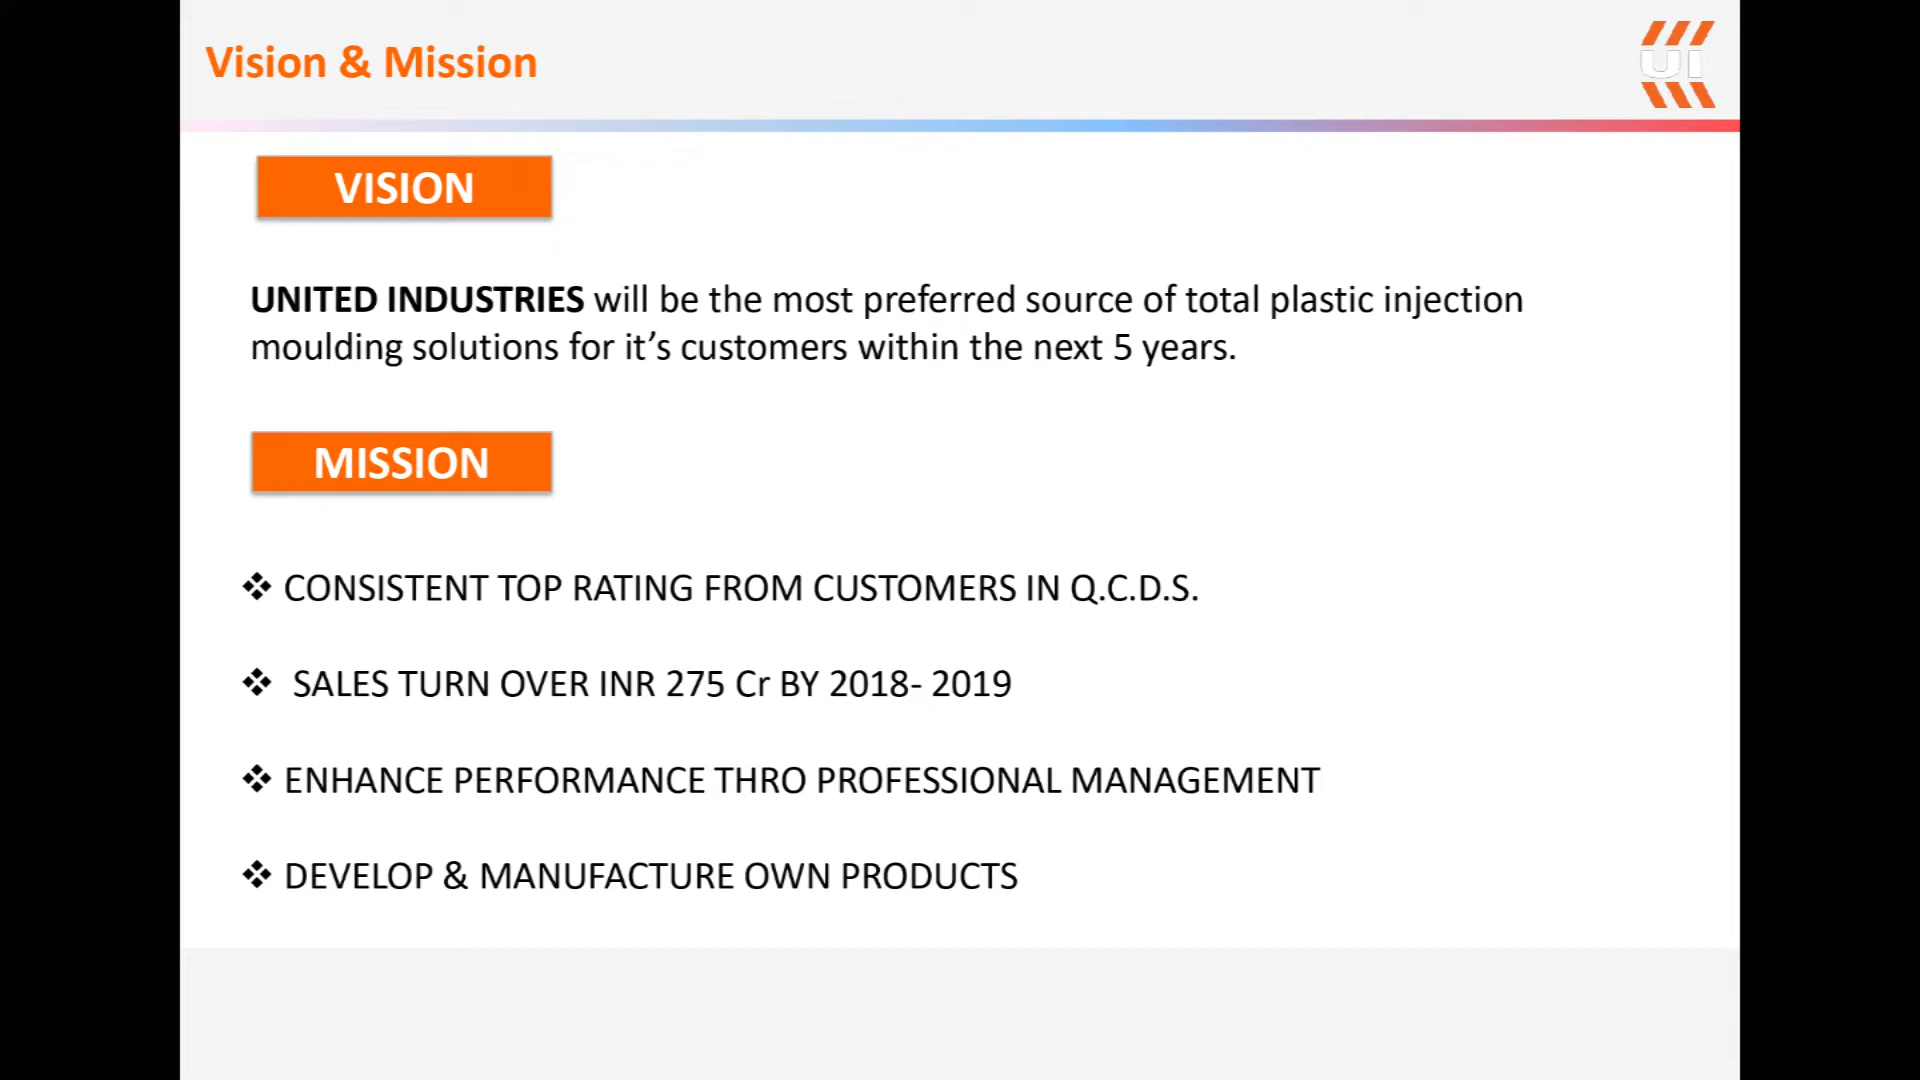 Vision & Mission
UI
VISION
UNITED INDUSTRIES will be the most preferred source of total plastic injection
moulding solutions for it’s customers within the next 5 years.
MISSION
❖ CONSISTENT TOP RATING FROM CUSTOMERS IN Q.C.D.S.
❖ SALES TURN OVER INR 275 Cr BY 2018- 2019
❖ ENHANCE PERFORMANCE THRO PROFESSIONAL MANAGEMENT
❖ DEVELOP & MANUFACTURE OWN PRODUCTS